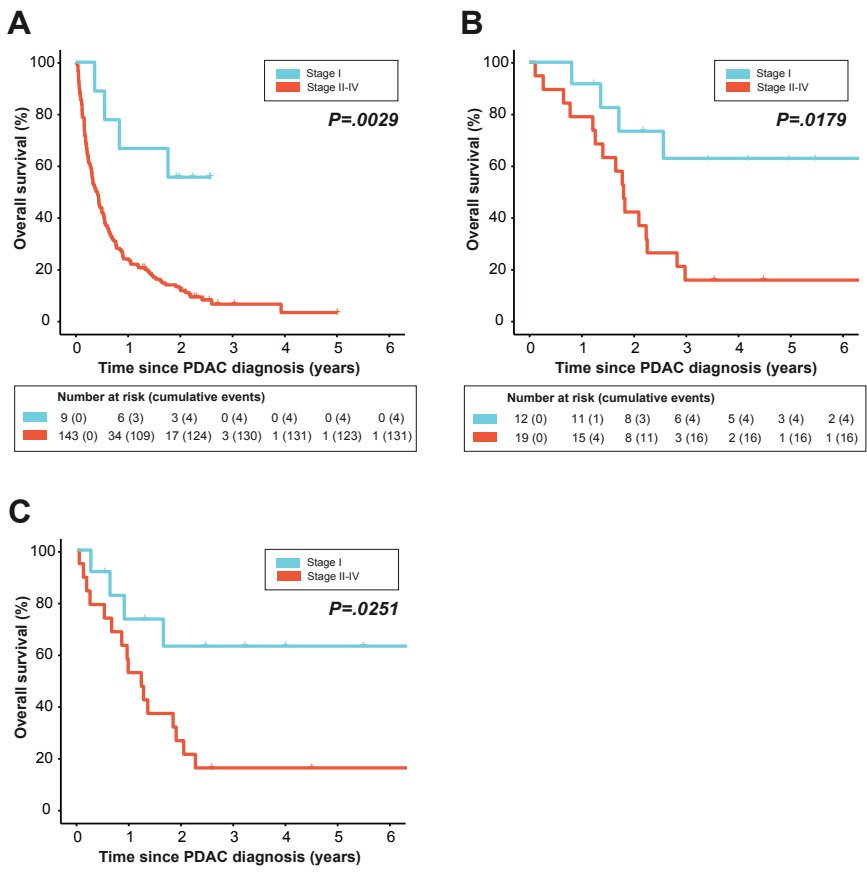 A
Overall survival (%)
100
80
60
40
20
0
Stage I
Stage II-IV
P=.0029
0 1 2 3 4 5 6
Time since PDAC diagnosis (years)
Number at risk (cumulative events)
9 (0) 6 (3) 3 (4) 0 (4) 0 (4) 0 (4) 0 (4)
143 (0) 34 (109) 17 (124) 3 (130) 1 (131) 1 (123) 1 (131)
B
Overall survival (%)
100
80
60
40
20
0
Stage I
Stage II-IV
P=.0179
0 1 2 3 4 5 6
Time since PDAC diagnosis (years)
Number at risk (cumulative events)
12 (0) 11 (1) 8 (3) 6 (4) 5 (4) 3 (4) 2 (4)
19 (0) 15 (4) 8 (11) 3 (16) 2 (16) 1 (16) 1 (16)
C
Overall survival (%)
100
80
60
40
20
0
Stage I
Stage II-IV
P=.0251
0 1 2 3 4 5 6
Time since PDAC diagnosis (years)